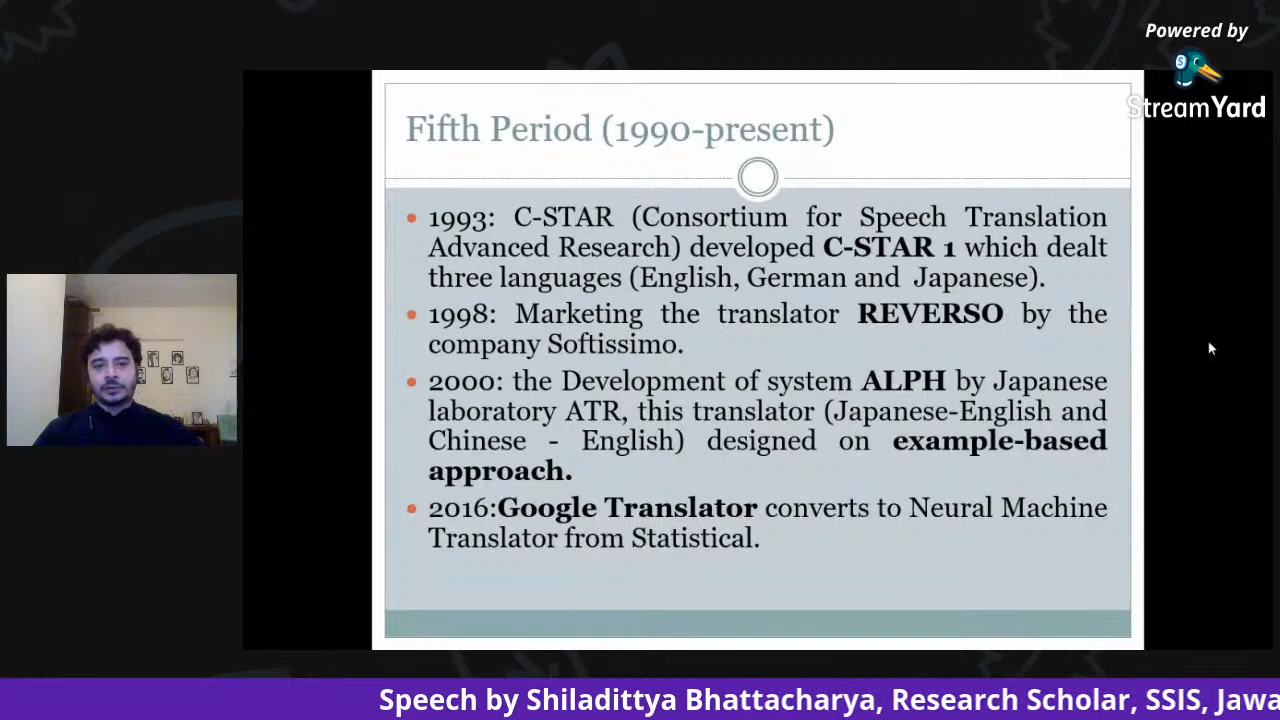 Powered by
StreamYard
Fifth Period (1990-present)
1993: C-STAR (Consortium for Speech Translation
Advanced Research) developed C-STAR 1 which dealt
three languages (English, German and Japanese).
1998: Marketing the translator REVERSO by the
company Softissimo.
2000: the Development of system ALPH by Japanese
laboratory ATR, this translator (Japanese-English and
Chinese - English) designed on example-based
approach.
2016:Google Translator converts to Neural Machine
Translator from Statistical.
Speech by Shiladittya Bhattacharya, Research Scholar, SSIS, Jawa